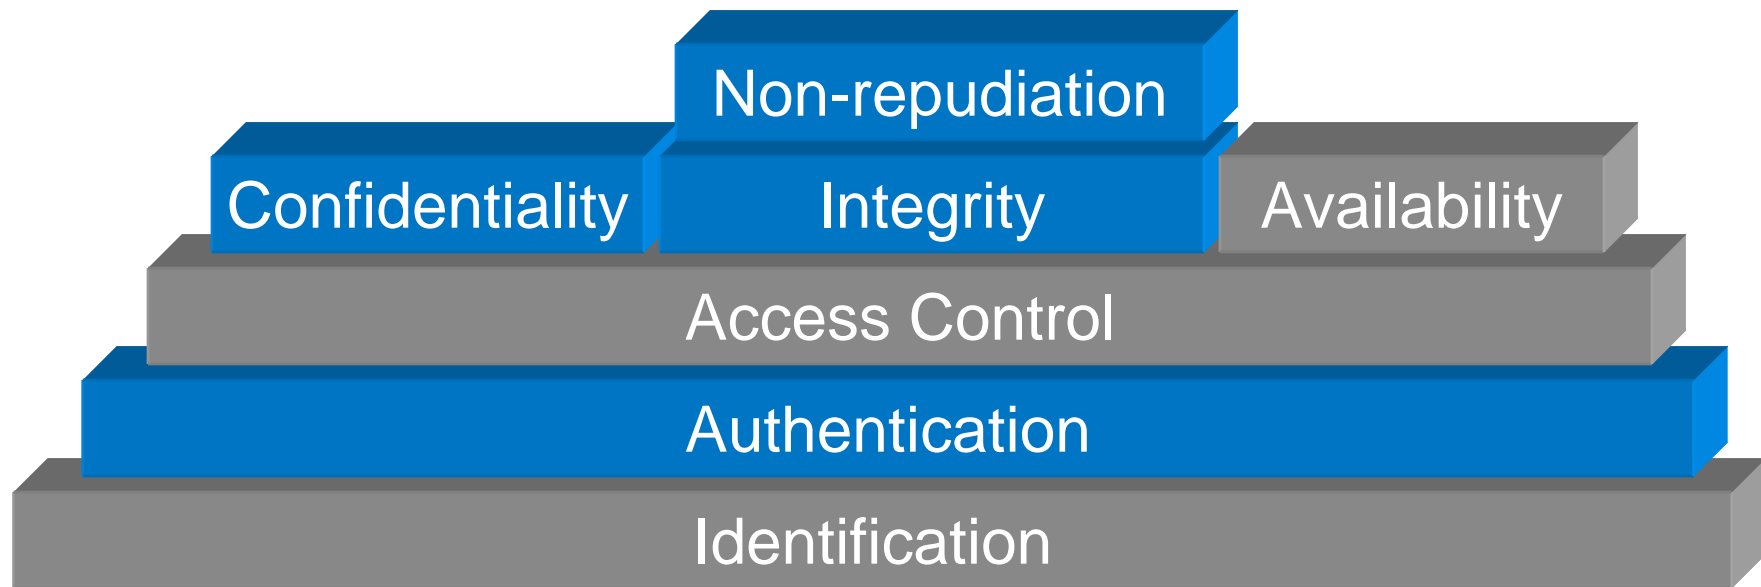 Non-repudiation
Confidentiality
Integrity
Availability
Access Control
Authentication
Identification